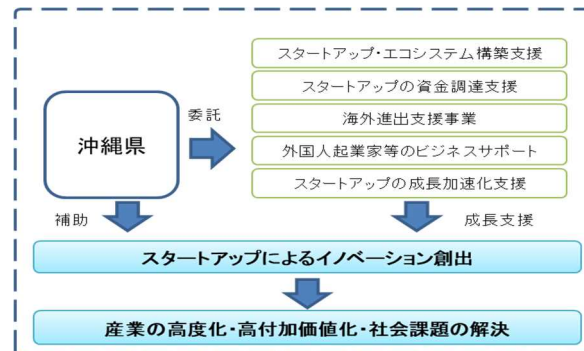 スタートアップ・エコシステム構築支援
スタートアップの資金調達支援
海外進出支援事業
外国人起業家等のビジネスサポート
スタートアップの成長加速化支援
沖縄県
委託
補助
成長支援
スタートアップによるイノベーション創出
産業の高度化・高付加価値化・社会課題の解決